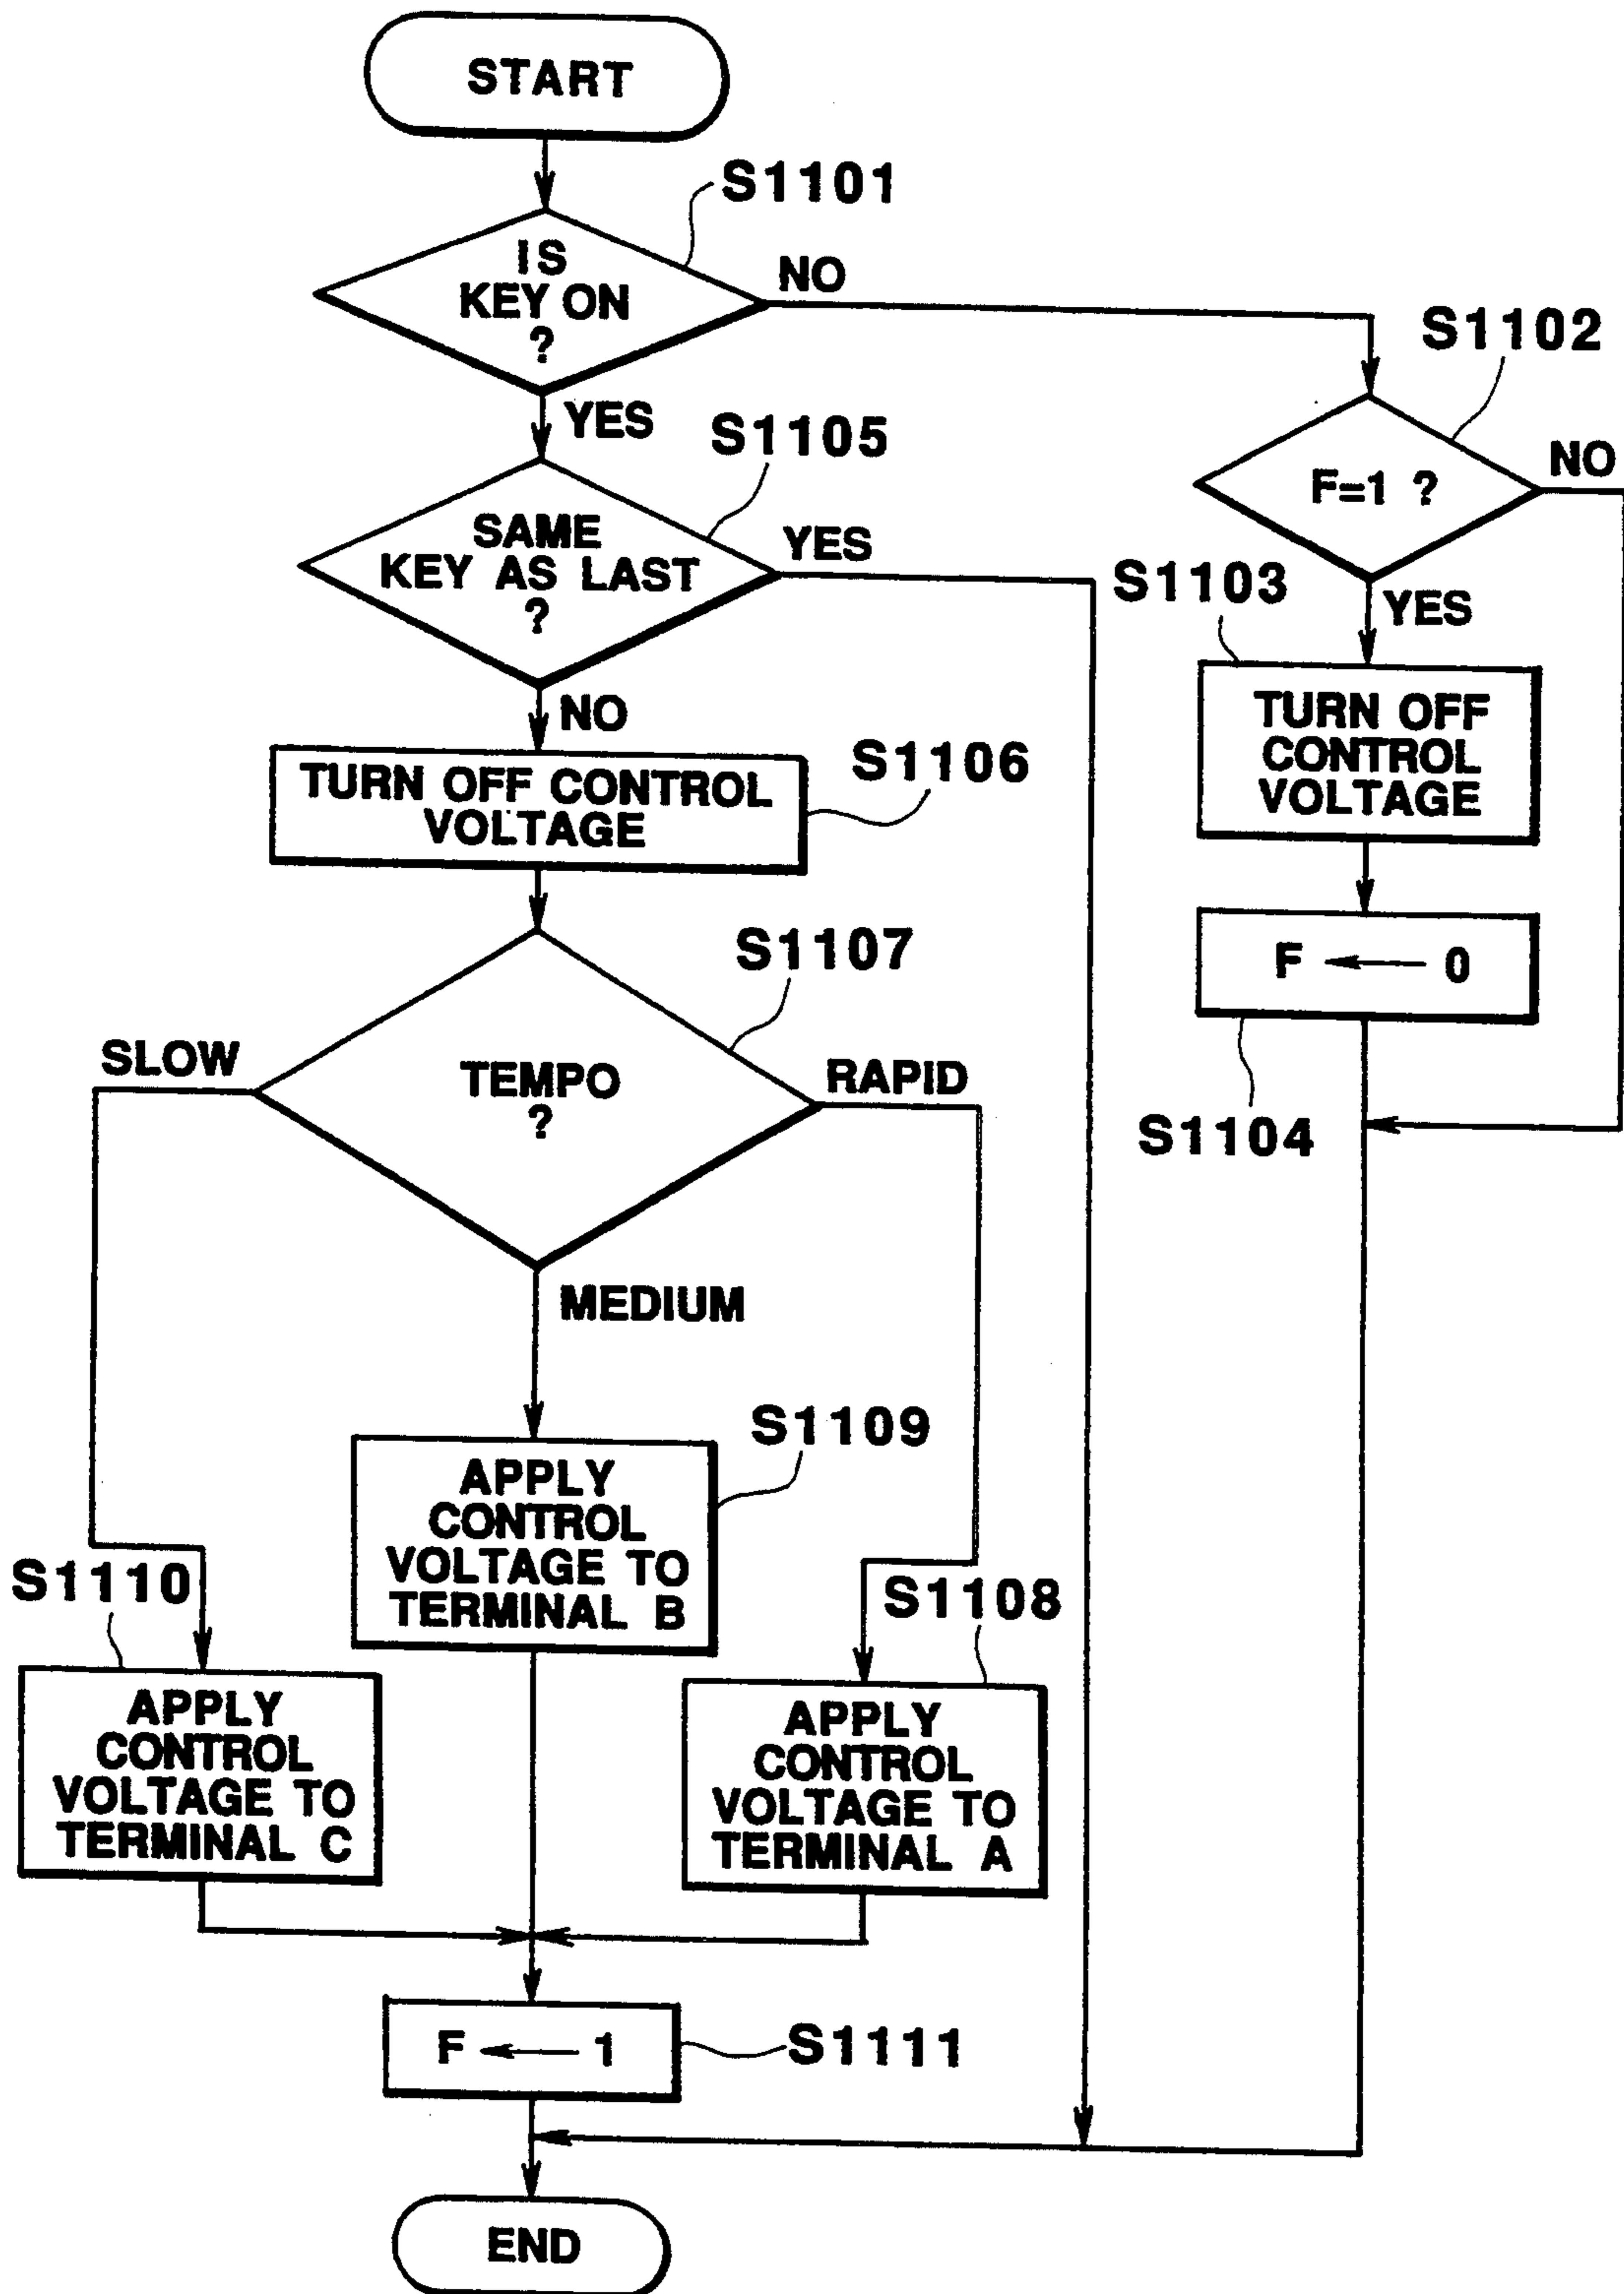 START
S1101
IS
KEY ON
?
NO
YES
S1102
F=1 ?
NO
YES
S1103
TURN OFF
CONTROL
VOLTAGE
F ← 0
S1104
S1105
SAME
KEY AS LAST
?
YES
NO
S1106
TURN OFF CONTROL
VOLTAGE
S1107
TEMPO
?
SLOW
RAPID
MEDIUM
S1109
APPLY
CONTROL
VOLTAGE TO
TERMINAL B
S1110
APPLY
CONTROL
VOLTAGE TO
TERMINAL C
S1108
APPLY
CONTROL
VOLTAGE TO
TERMINAL A
F ← 1
S1111
END